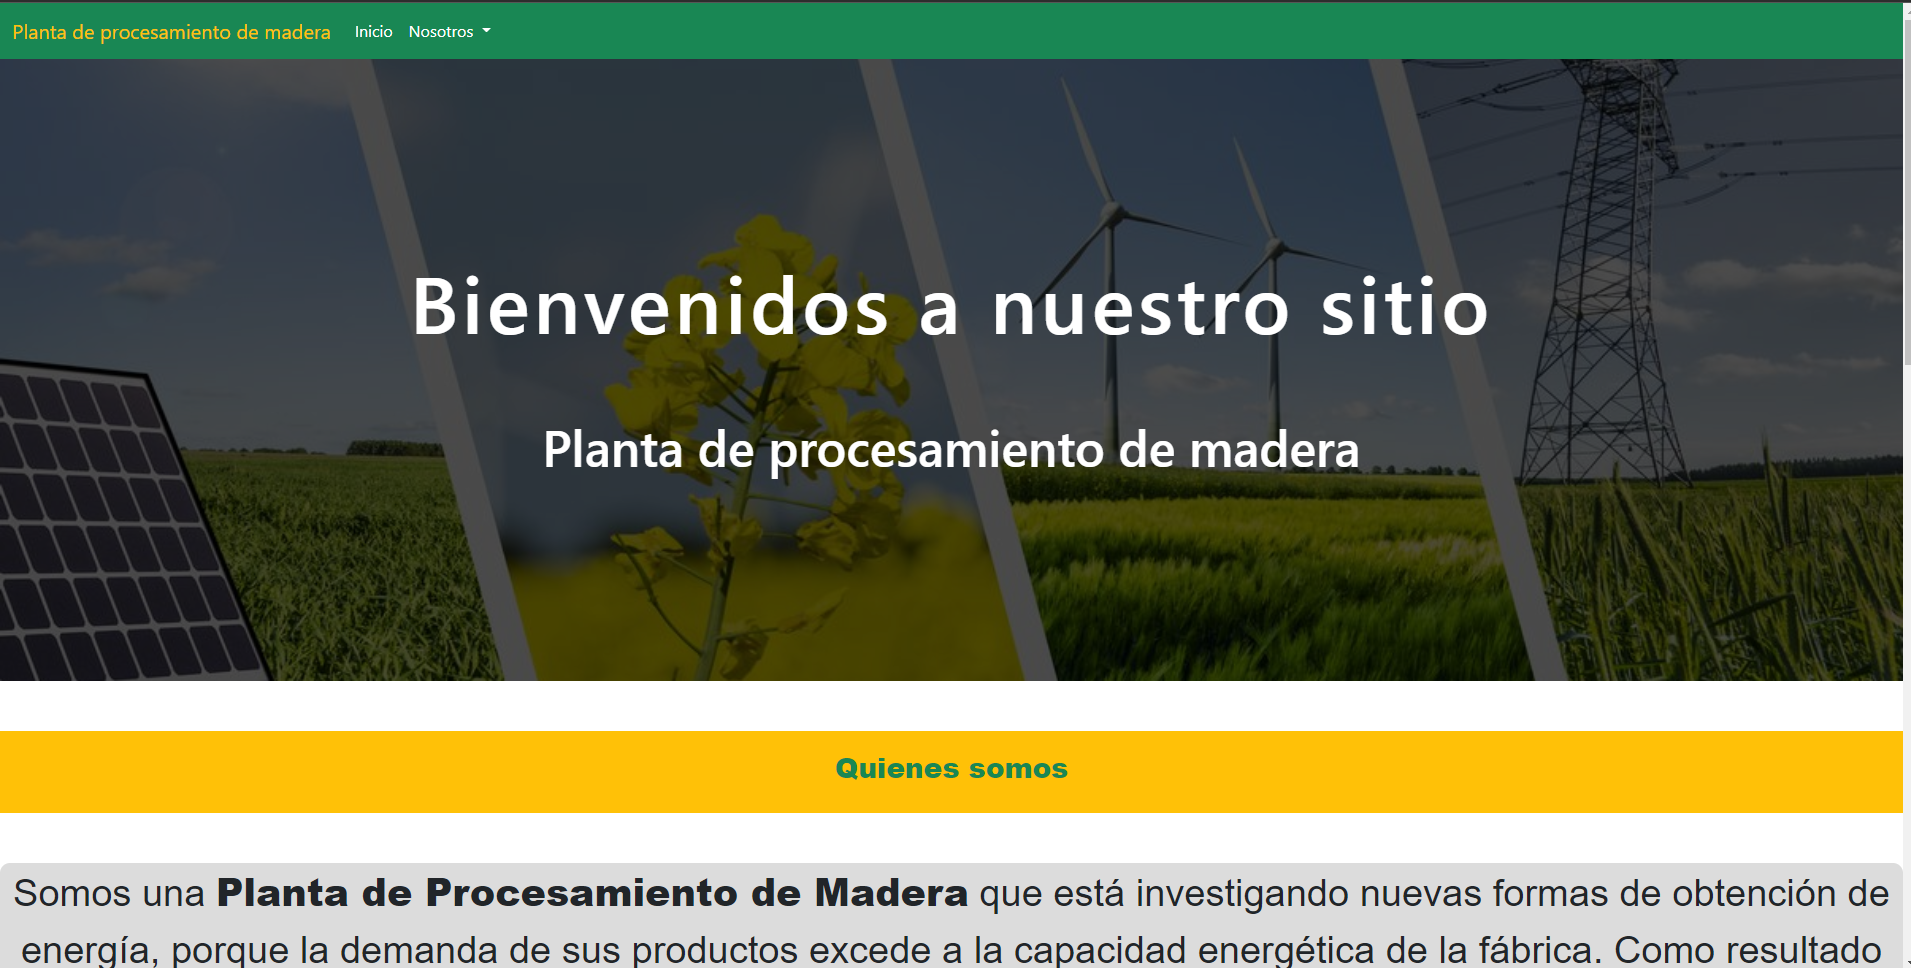 Planta de procesamiento de madera Inicio Nosotros
Bienvenidos a nuestro sitio
Planta de procesamiento de madera
Quienes somos
Somos una Planta de Procesamiento de Madera que está investigando nuevas formas de obtención de
energía, porque la demanda de sus productos excede a la capacidad energética de la fábrica. Como resultado